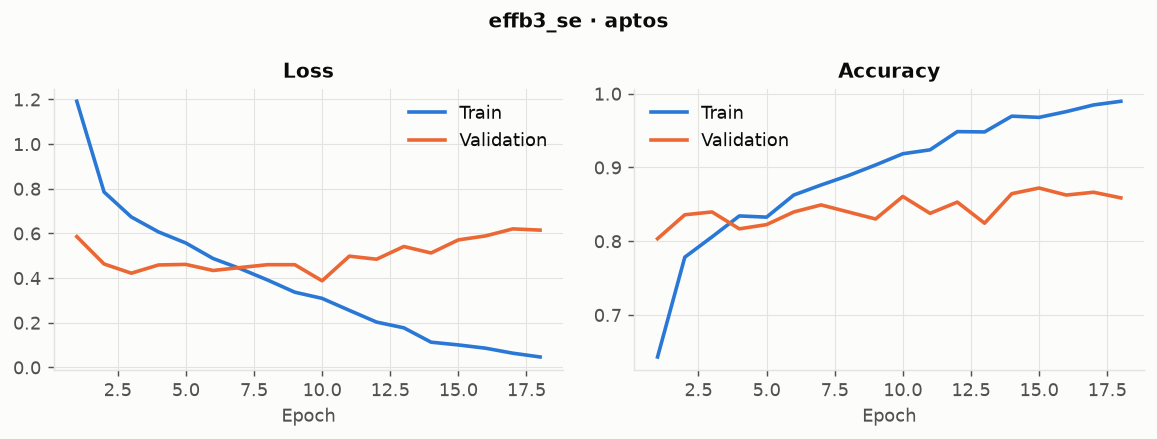 effb3_se · aptos
Loss
Train
Validation
1.2
1.0
0.8
0.6
0.4
0.2
0.0
2.5 5.0 7.5 10.0 12.5 15.0 17.5
Epoch
Accuracy
Train
Validation
1.0
0.9
0.8
0.7
2.5 5.0 7.5 10.0 12.5 15.0 17.5
Epoch